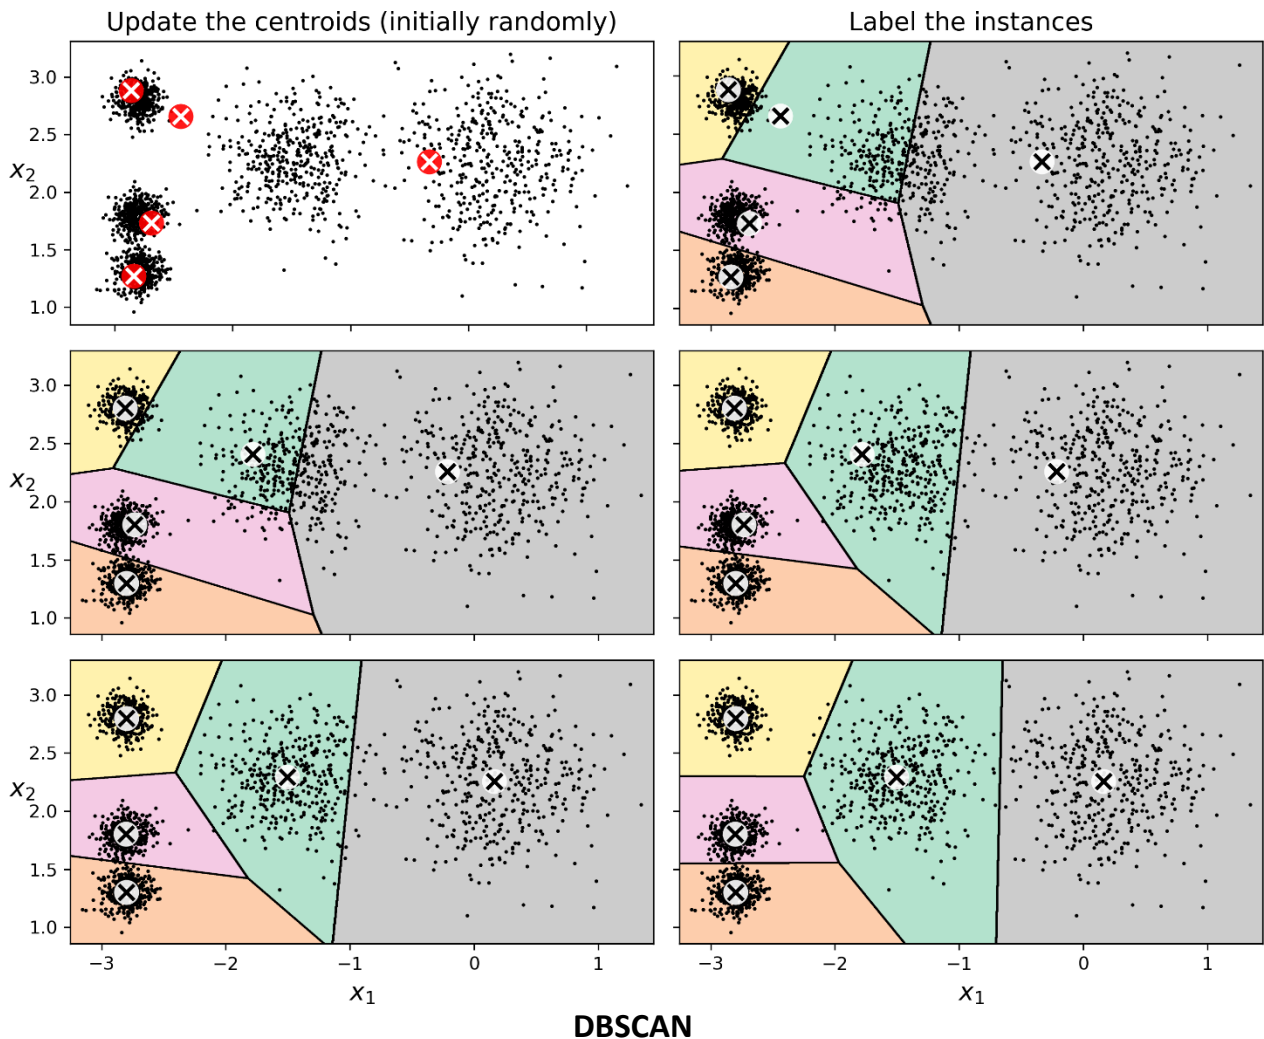 Update the centroids (initially randomly)
Label the instances
3.0
2.5
x2
2.0
1.5
1.0
3.0
2.5
x2
2.0
1.5
1.0
3.0
2.5
x2
2.0
1.5
1.0
−3 −2 −1 0 1
−3 −2 −1 0 1
x1
x1
DBSCAN